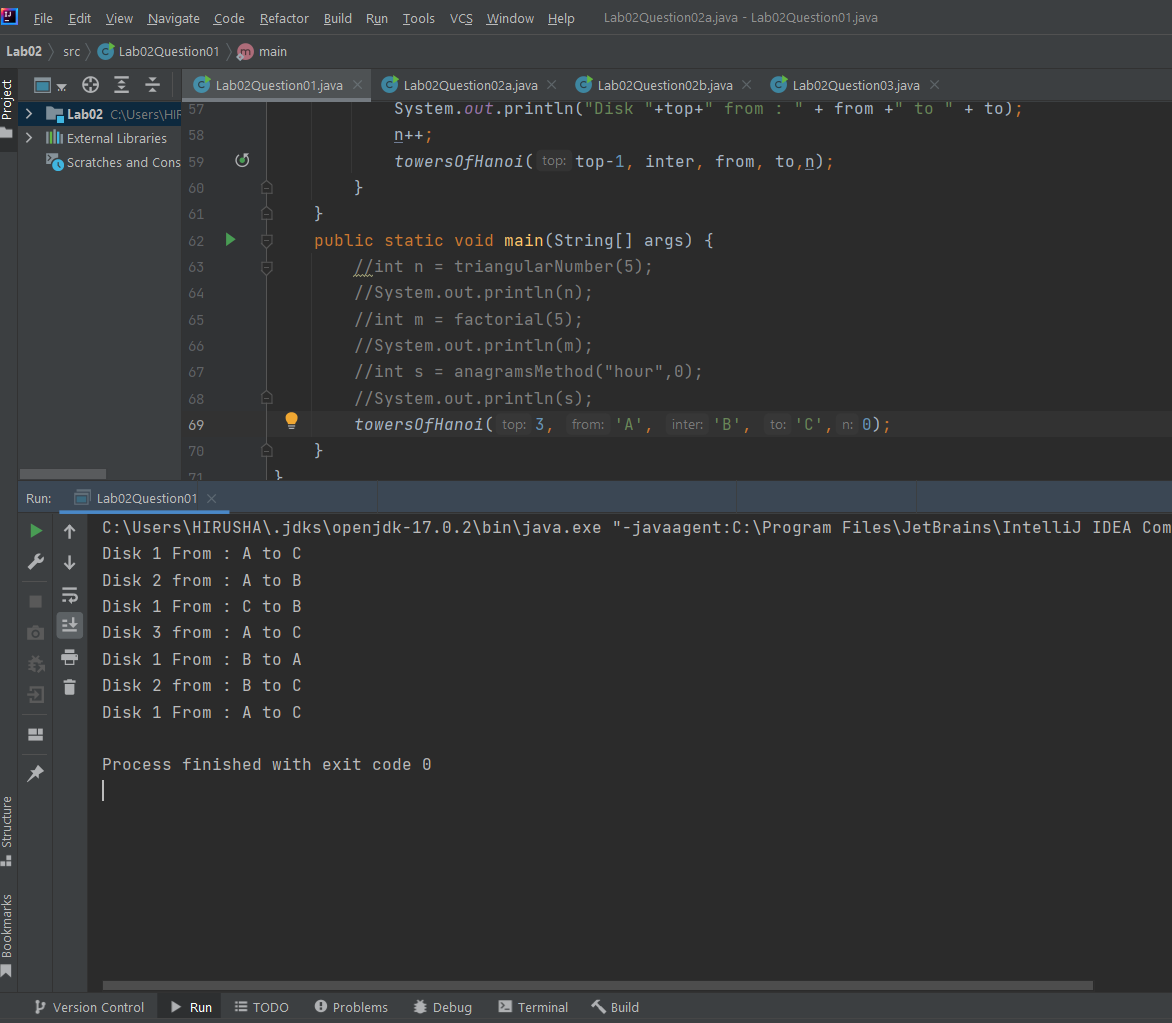 File Edit View Navigate Code Refactor Build Run Tools VCS Window Help Lab02Question02a.java - Lab02Question01.java
Lab02 src Lab02Question01 main
Lab02Question01.java Lab02Question02a.java Lab02Question02b.java Lab02Question03.java
Project
Lab02 C:\Users\HIR
External Libraries
Scratches and Cons
57 System.out.println("Disk "+top+" from : " + from +" to " + to);
58 n++;
59 towersOfHanoi( top: top-1, inter, from, to,n);
60 }
61 }
62 public static void main(String[] args) {
63 //int n = triangularNumber(5);
64 //System.out.println(n);
65 //int m = factorial(5);
66 //System.out.println(m);
67 //int s = anagramsMethod("hour",0);
68 //System.out.println(s);
69 towersOfHanoi( top: 3, from: 'A', inter: 'B', to: 'C', n: 0);
70 }
71 }
Run: Lab02Question01
C:\Users\HIRUSHA\.jdks\openjdk-17.0.2\bin\java.exe "-javaagent:C:\Program Files\JetBrains\IntelliJ IDEA Com
Disk 1 From : A to C
Disk 2 from : A to B
Disk 1 From : C to B
Disk 3 from : A to C
Disk 1 From : B to A
Disk 2 from : B to C
Disk 1 From : A to C
Process finished with exit code 0
Structure
Bookmarks
Version Control Run TODO Problems Debug Terminal Build